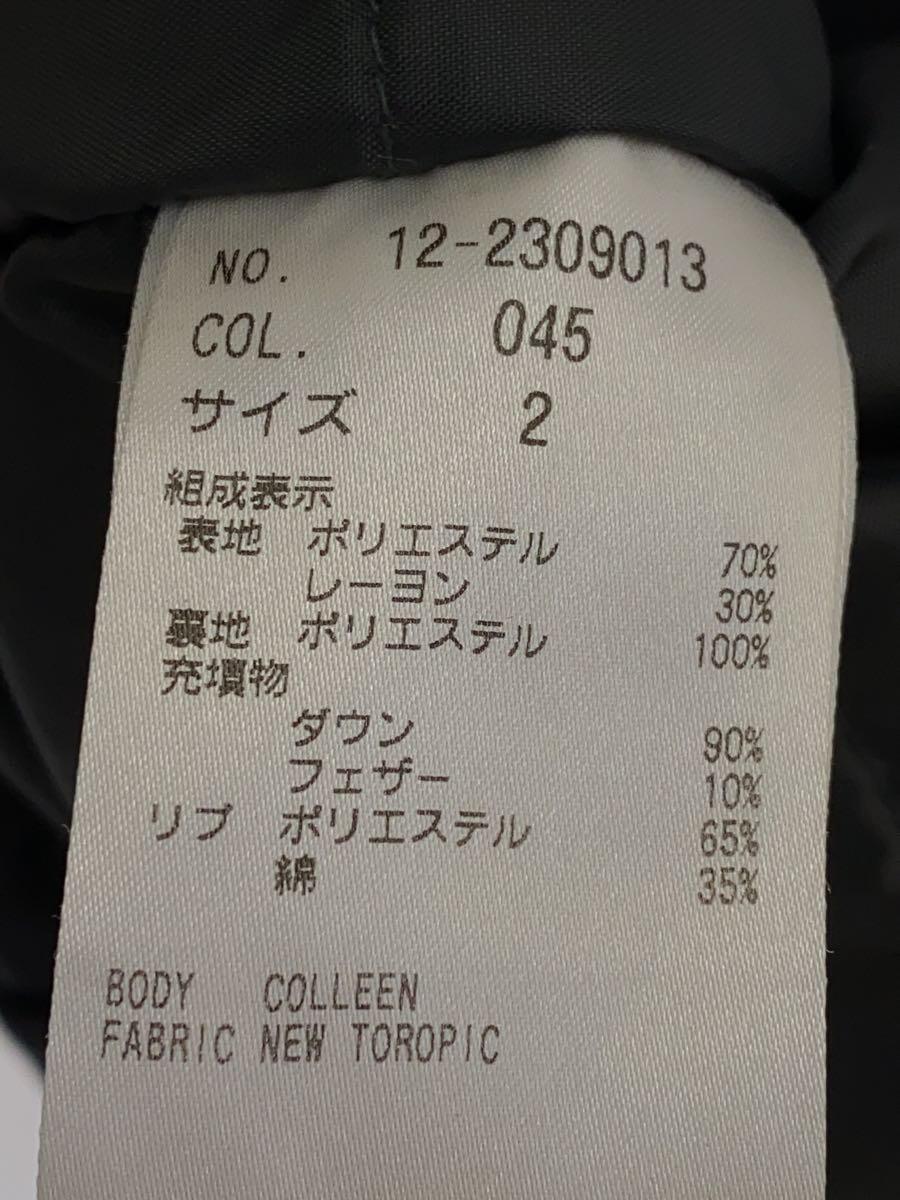 NO. 12-2309013
COL. 045
サイズ 2
組成表示
表地 ポリエステル 70%
レーヨン 30%
裏地 ポリエステル 100%
充填物
ダウン 90%
フェザー 10%
リブ ポリエステル 65%
綿 35%
BODY COLLEEN
FABRIC NEW TOROPIC